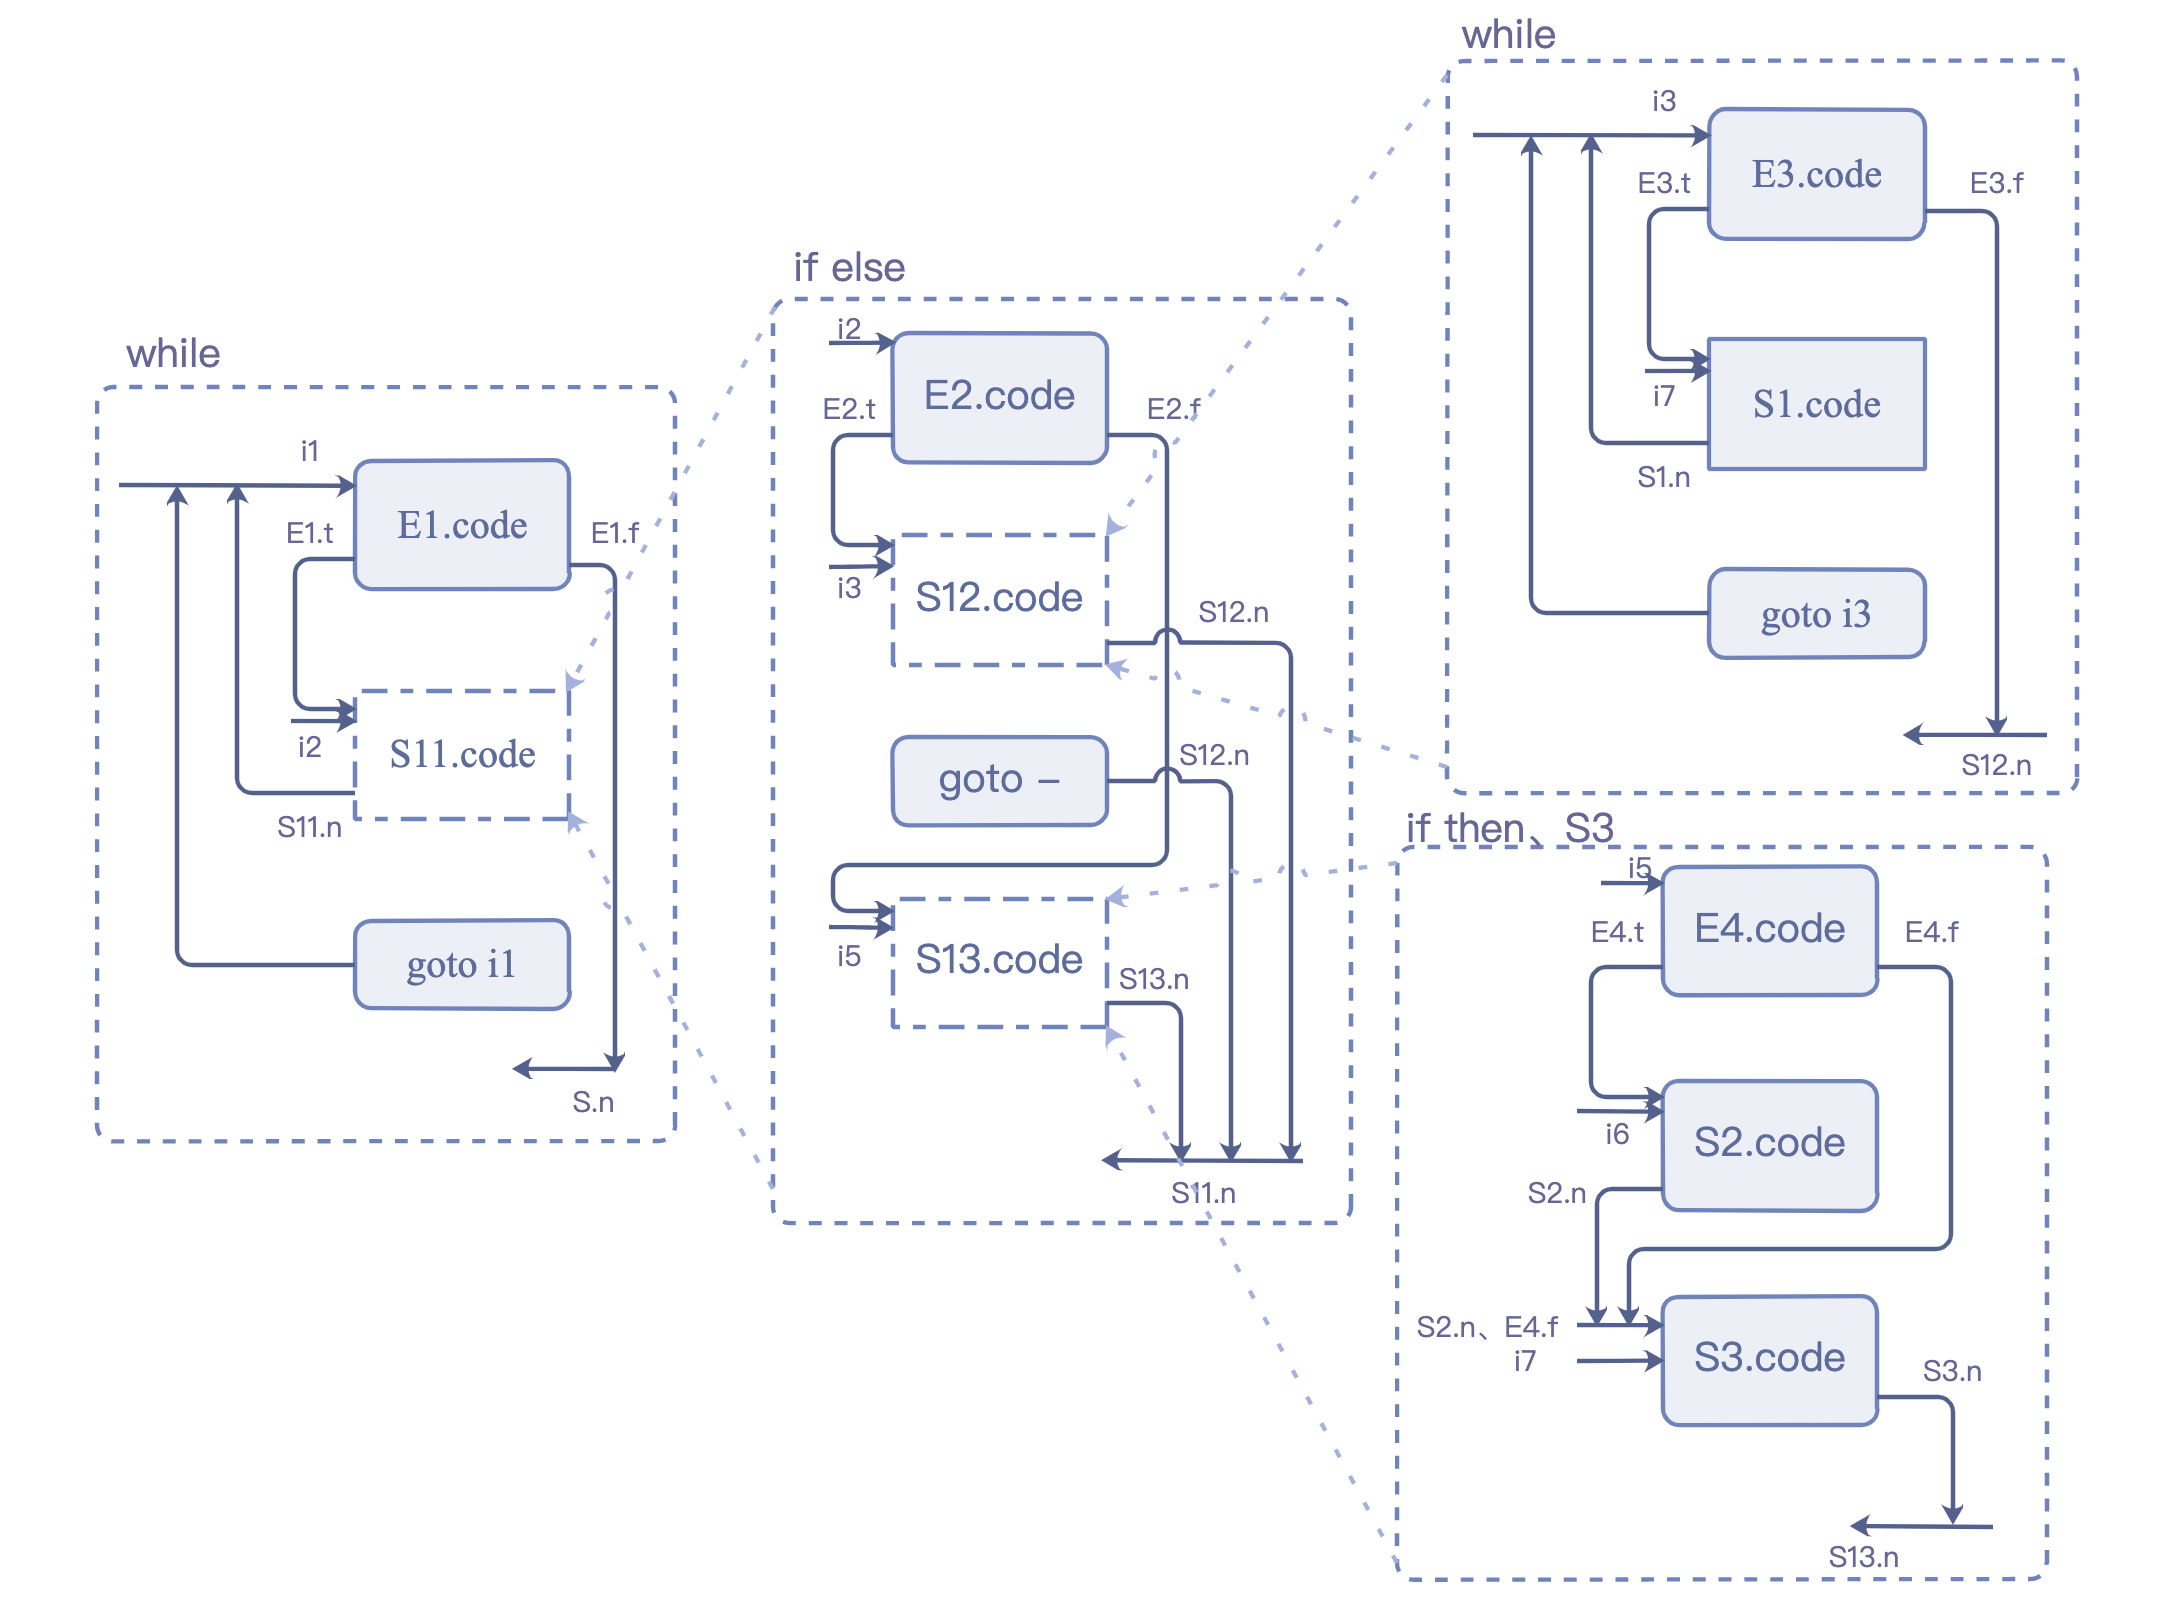 while
i1
E1.code
E1.t
E1.f
i2
S11.code
S11.n
goto i1
S.n
if else
i2
E2.code
E2.t
E2.f
i3
S12.code
S12.n
goto –
S12.n
i5
S13.code
S13.n
S11.n
while
i3
E3.code
E3.t
E3.f
i7
S1.code
S1.n
goto i3
S12.n
if then、S3
i5
E4.code
E4.t
E4.f
i6
S2.code
S2.n
S2.n、E4.f
i7
S3.code
S3.n
S13.n